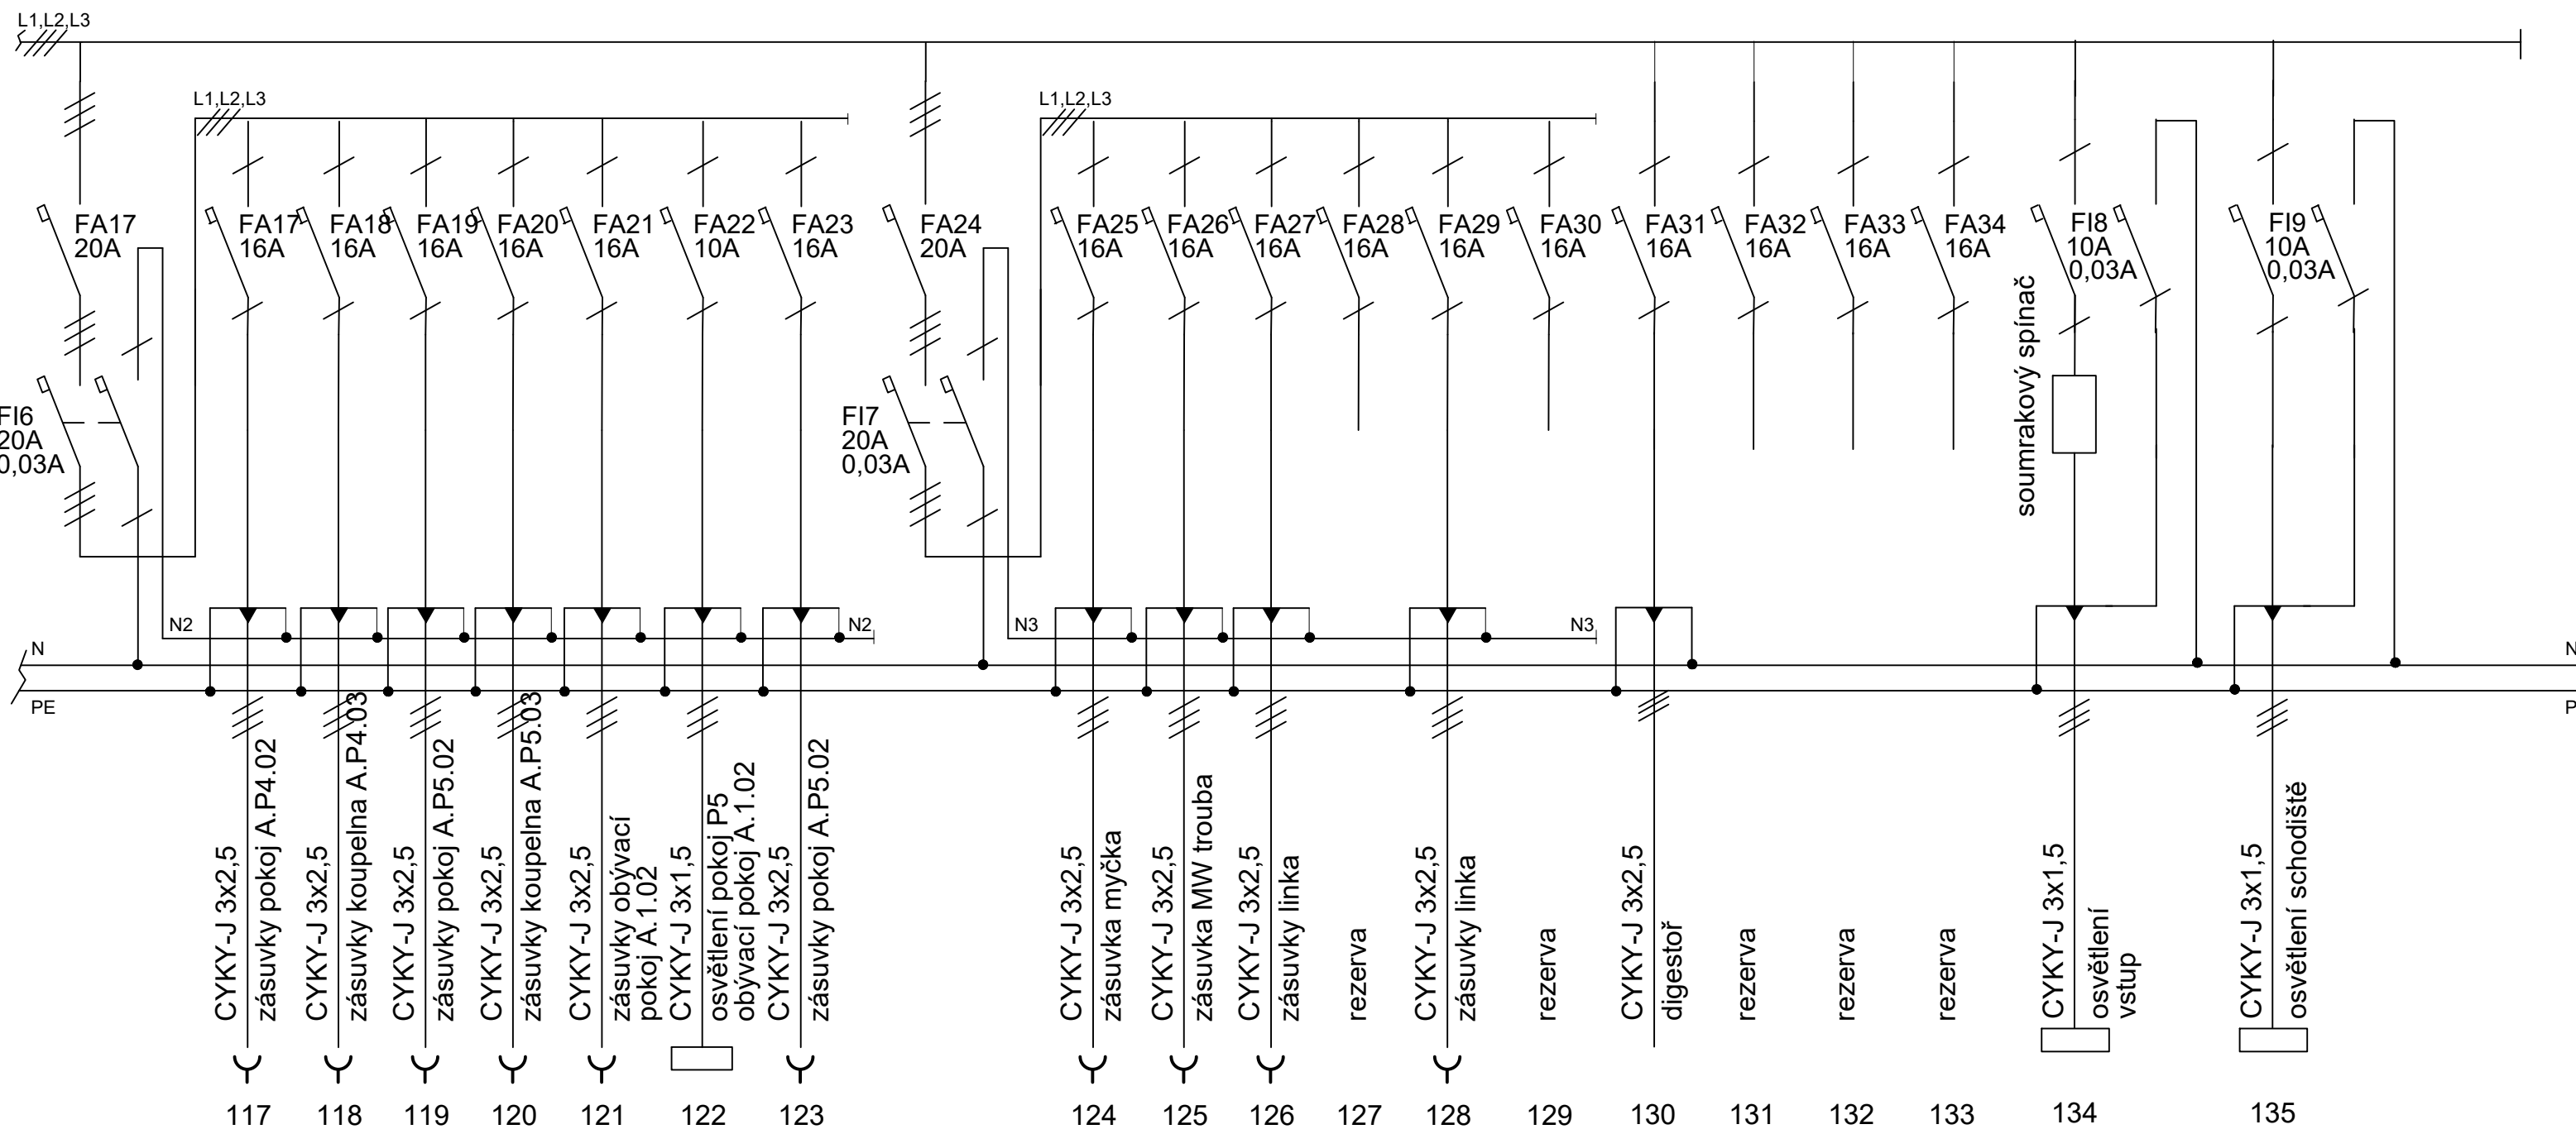 L1,L2,L3
L1,L2,L3
L1,L2,L3
FA17
20A
FA17
16A
FA18
16A
FA19
16A
FA20
16A
FA21
16A
FA22
10A
FA23
16A
FA24
20A
FA25
16A
FA26
16A
FA27
16A
FA28
16A
FA29
16A
FA30
16A
FA31
16A
FA32
16A
FA33
16A
FA34
16A
FI8
10A
0,03A
FI9
10A
0,03A
soumrakový spínač
FI6
20A
0,03A
FI7
20A
0,03A
N2
N2
N3
N3
N
N
PE
P
CYKY-J 3x2,5
zásuvky pokoj A.P4.02
CYKY-J 3x2,5
zásuvky koupelna A.P4.03
CYKY-J 3x2,5
zásuvky pokoj A.P5.02
CYKY-J 3x2,5
zásuvky koupelna A.P5.03
CYKY-J 3x2,5
zásuvky obývací
pokoj A.1.02
CYKY-J 3x1,5
osvětlení pokoj P5
obývací pokoj A.1.02
CYKY-J 3x2,5
zásuvky pokoj A.P5.02
CYKY-J 3x2,5
zásuvka myčka
CYKY-J 3x2,5
zásuvka MW trouba
CYKY-J 3x2,5
zásuvky linka
rezerva
CYKY-J 3x2,5
zásuvky linka
rezerva
CYKY-J 3x2,5
digestoř
rezerva
rezerva
rezerva
CYKY-J 3x1,5
osvětlení
vstup
CYKY-J 3x1,5
osvětlení schodiště
117
118
119
120
121
122
123
124
125
126
127
128
129
130
131
132
133
134
135